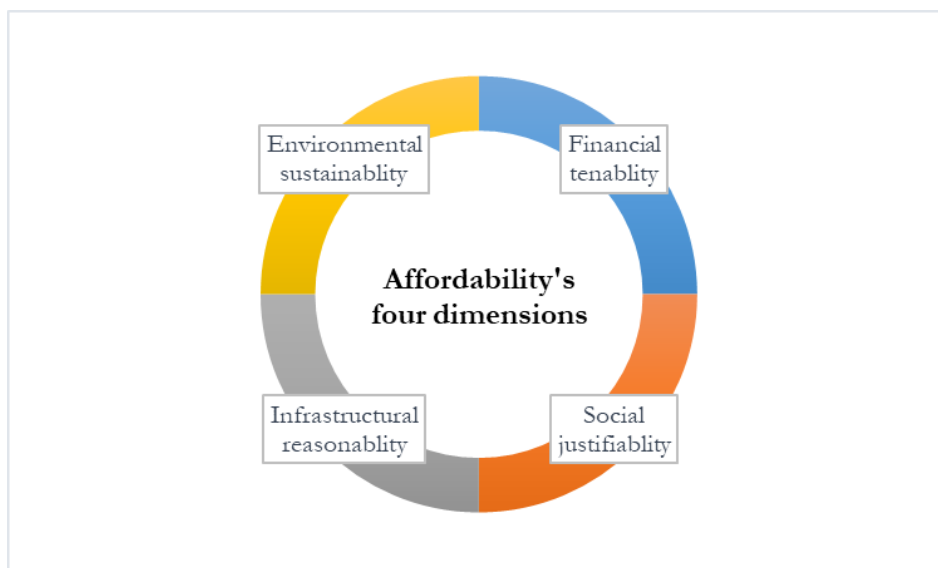 Environmental
sustainablity
Financial
tenablity
Affordability's
four dimensions
Infrastructural
reasonablity
Social
justifiablity